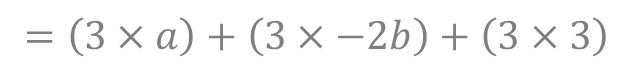 = (3 × a) + (3 × −2b) + (3 × 3)